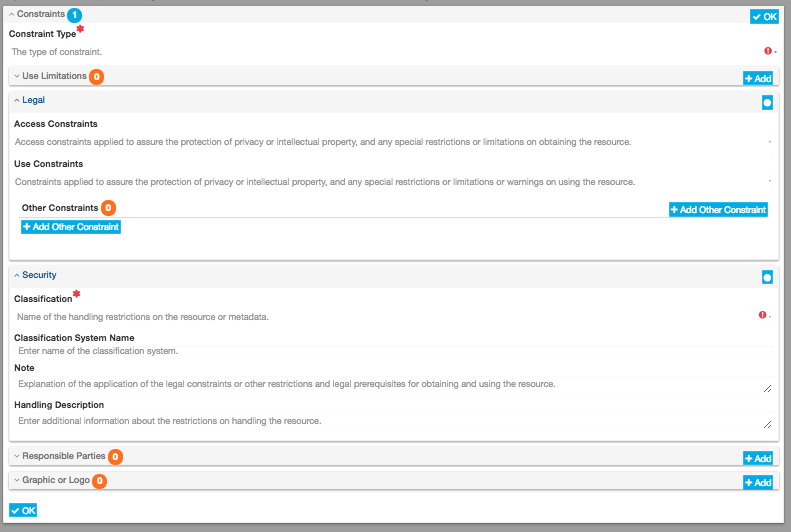 Constraints 1
OK
Constraint Type*
The type of constraint.
Use Limitations 0
Add
Legal
Access Constraints
Access constraints applied to assure the protection of privacy or intellectual property, and any special restrictions or limitations on obtaining the resource.
Use Constraints
Constraints applied to assure the protection of privacy or intellectual property, and any special restrictions or limitations or warnings on using the resource.
Other Constraints 0
+ Add Other Constraint
+ Add Other Constraint
Security
Classification*
Name of the handling restrictions on the resource or metadata.
Classification System Name
Enter name of the classification system.
Note
Explanation of the application of the legal constraints or other restrictions and legal prerequisites for obtaining and using the resource.
Handling Description
Enter additional information about the restrictions on handling the resource.
Responsible Parties 0
+ Add
Graphic or Logo 0
+ Add
OK